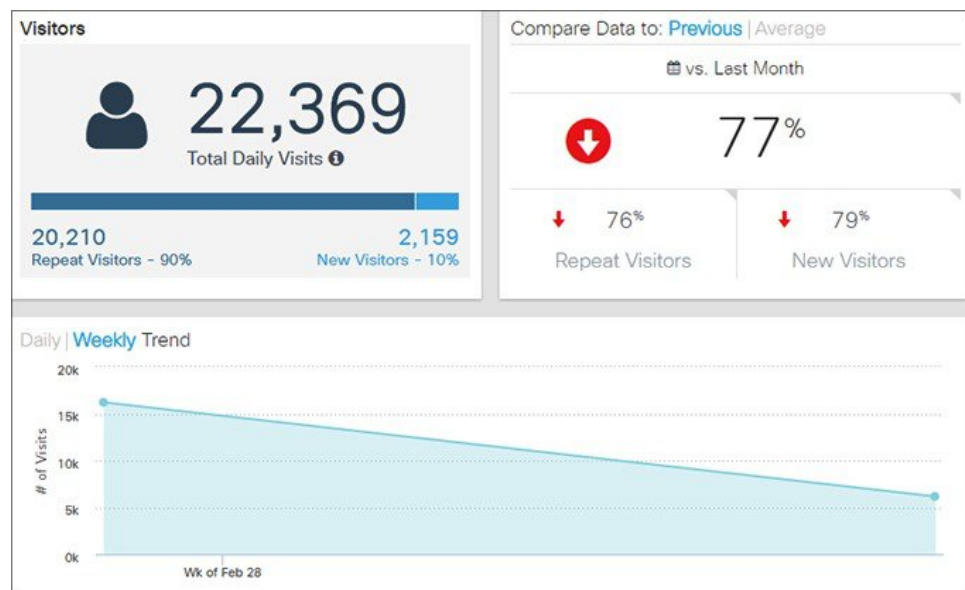 Visitors
22,369
Total Daily Visits
20,210
2,159
Repeat Visitors - 90%
New Visitors - 10%
Compare Data to: Previous | Average
vs. Last Month
77%
76%
79%
Repeat Visitors
New Visitors
Daily | Weekly Trend
20k
15k
10k
5k
0k
# of Visits
Wk of Feb 28